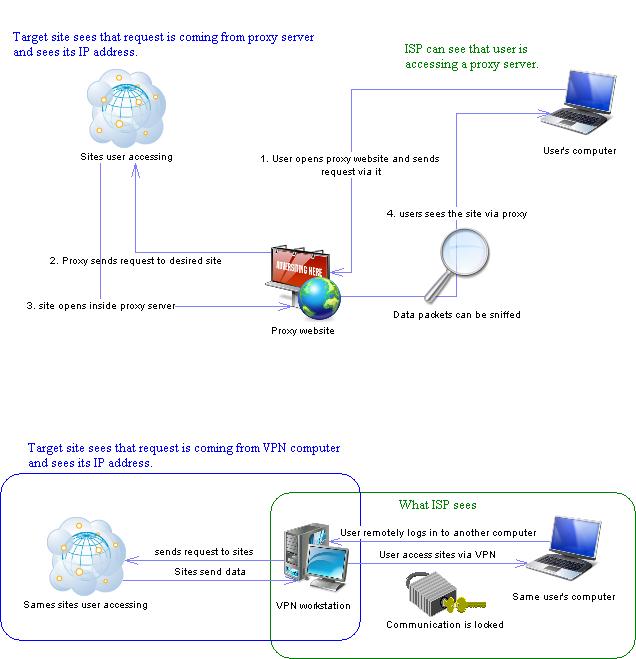 Target site sees that request is coming from proxy server
and sees its IP address.
ISP can see that user is
accessing a proxy server.
Sites user accessing
User's computer
1. User opens proxy website and sends
request via it
4. users sees the site via proxy
2. Proxy sends request to desired site
ADVERTISING HERE
3. site opens inside proxy server
Data packets can be sniffed
Proxy website
Target site sees that request is coming from VPN computer
and sees its IP address.
What ISP sees
User remotely logs in to another computer
sends request to sites
User access sites via VPN
Sites send data
Sames sites user accessing
VPN workstation
Same user's computer
Communication is locked